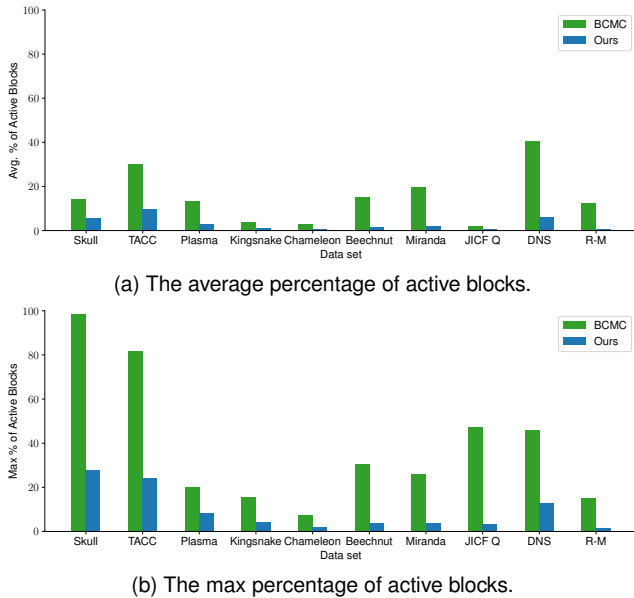 100
80
60
40
20
0
Avg. % of Active Blocks
BCMC
Ours
Skull TACC Plasma Kingsnake Chameleon Beechnut Miranda JICF Q DNS R-M
Data set
(a) The average percentage of active blocks.
100
80
60
40
20
0
Max % of Active Blocks
BCMC
Ours
Skull TACC Plasma Kingsnake Chameleon Beechnut Miranda JICF Q DNS R-M
Data set
(b) The max percentage of active blocks.